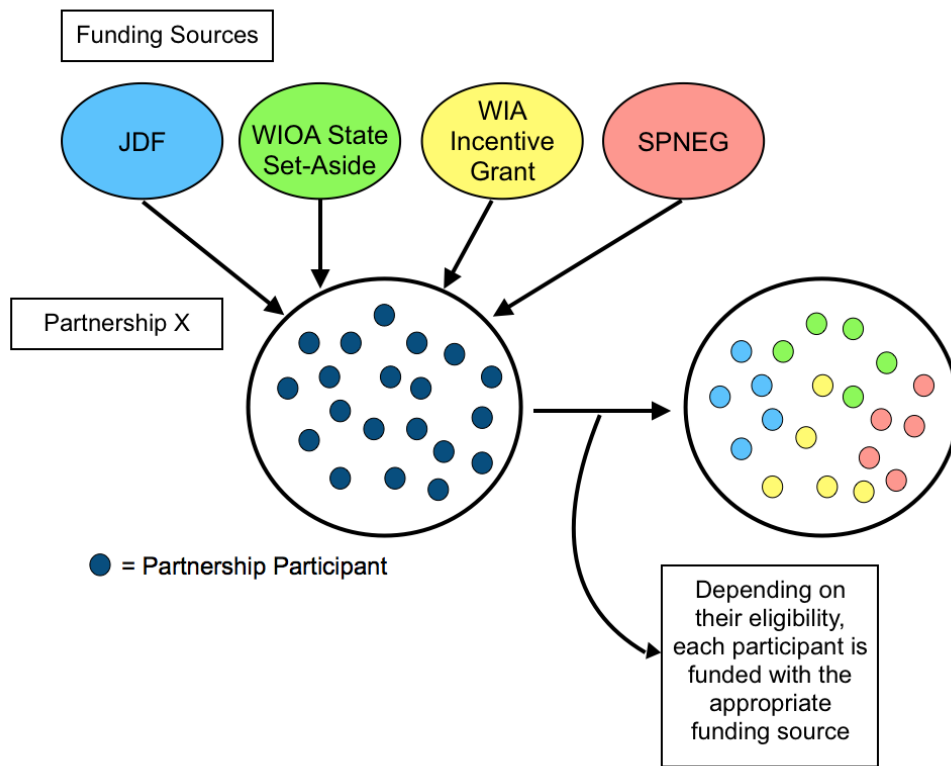 Funding Sources
JDF
WIOA State
Set-Aside
WIA
Incentive
Grant
SPNEG
Partnership X
= Partnership Participant
Depending on
their eligibility,
each participant is
funded with the
appropriate
funding source